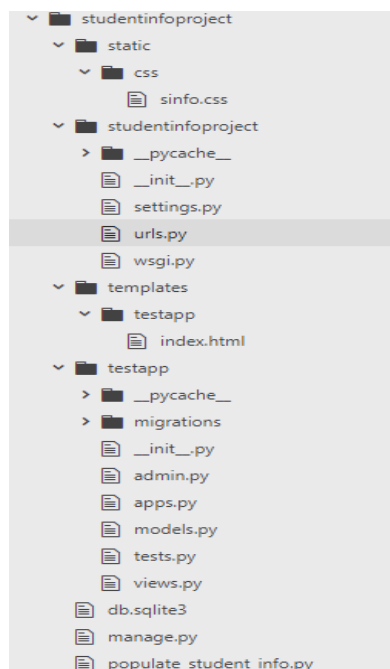 studentinfoproject
static
css
sinfo.css
studentinfoproject
__pycache__
__init__.py
settings.py
urls.py
wsgi.py
templates
testapp
index.html
testapp
__pycache__
migrations
__init__.py
admin.py
apps.py
models.py
tests.py
views.py
db.sqlite3
manage.py
populate_student_info.py